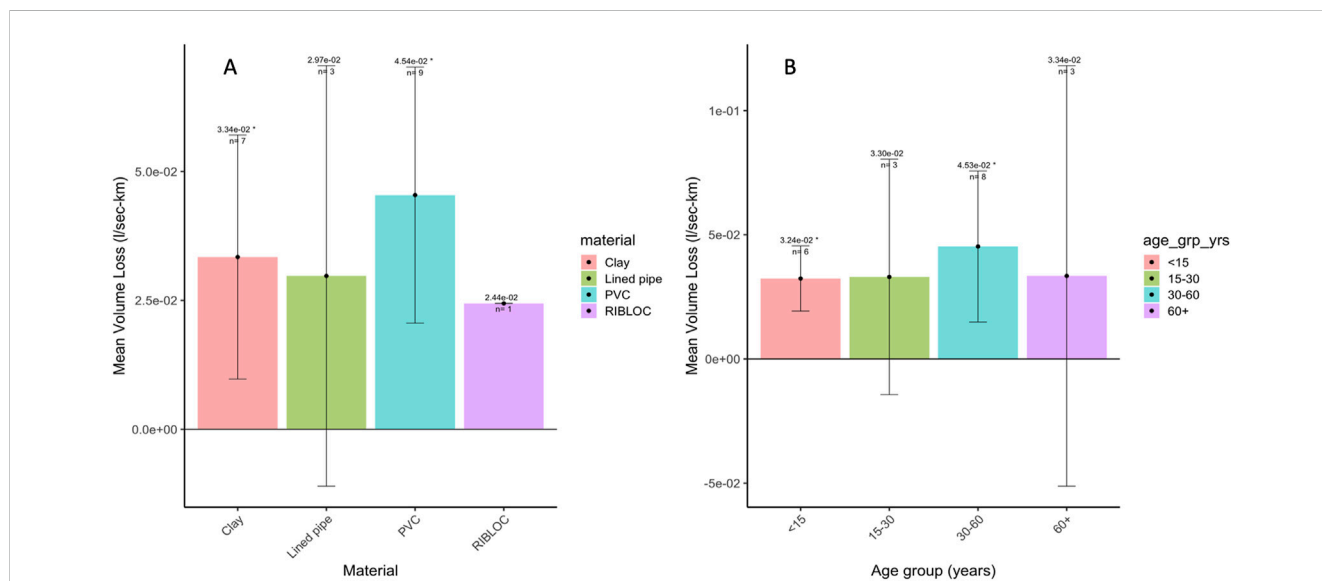 A
3.34e-02 *
n= 7
2.97e-02
n= 3
4.54e-02 *
n= 9
2.44e-02
n= 1
5.0e-02
2.5e-02
0.0e+00
Mean Volume Loss (l/sec-km)
Clay
Lined pipe
PVC
RIBLOC
Material
material
Clay
Lined pipe
PVC
RIBLOC
B
3.24e-02 *
n= 6
3.30e-02
n= 3
4.53e-02 *
n= 8
3.34e-02
n= 3
1e-01
5e-02
0e+00
-5e-02
Mean Volume Loss (l/sec-km)
<15
15-30
30-60
60+
Age group (years)
age_grp_yrs
<15
15-30
30-60
60+